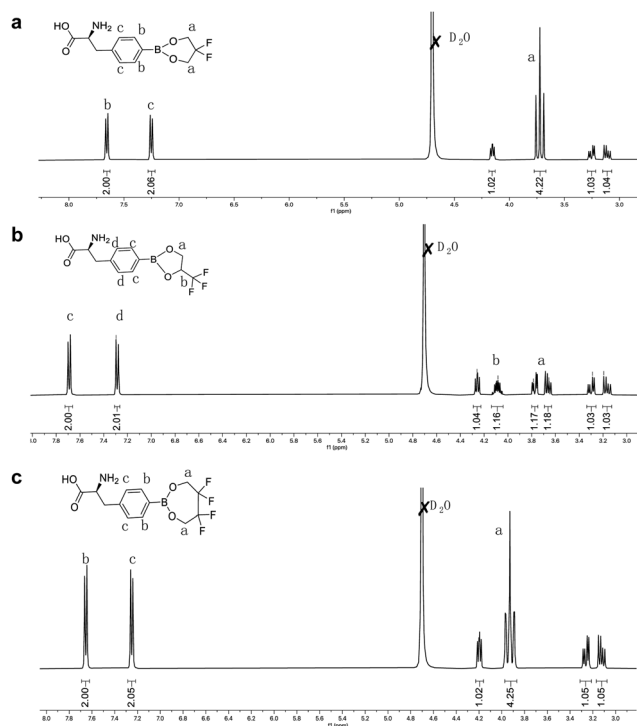 a
HO
NH2
O
c
b
c
b
B
O
O
a
a
F
F
b
c
D2O
a
2.00
2.06
1.02
4.22
1.03
1.04
8.0
7.5
7.0
6.5
6.0
5.5
5.0
4.5
4.0
3.5
3.0
f1 (ppm)
b
HO
NH2
O
d
c
d
c
B
O
O
a
b
F
F
F
c
d
D2O
b
a
2.00
2.01
1.04
1.16
1.17
1.18
1.03
1.03
7.0
7.8
7.6
7.4
7.2
7.0
6.8
6.6
6.4
6.2
6.0
5.8
5.6
5.4
5.2
5.0
4.8
4.6
4.4
4.2
4.0
3.8
3.6
3.4
3.2
3.0
f1 (ppm)
c
HO
NH2
O
c
b
c
b
B
O
O
a
a
F
F
F
F
b
c
D2O
a
2.00
2.05
1.02
4.25
1.05
1.05
8.0
7.8
7.6
7.4
7.2
7.0
6.8
6.6
6.4
6.2
6.0
5.8
5.6
5.4
5.2
5.0
4.8
4.6
4.4
4.2
4.0
3.8
3.6
3.4
3.2
3.0
f1 (ppm)